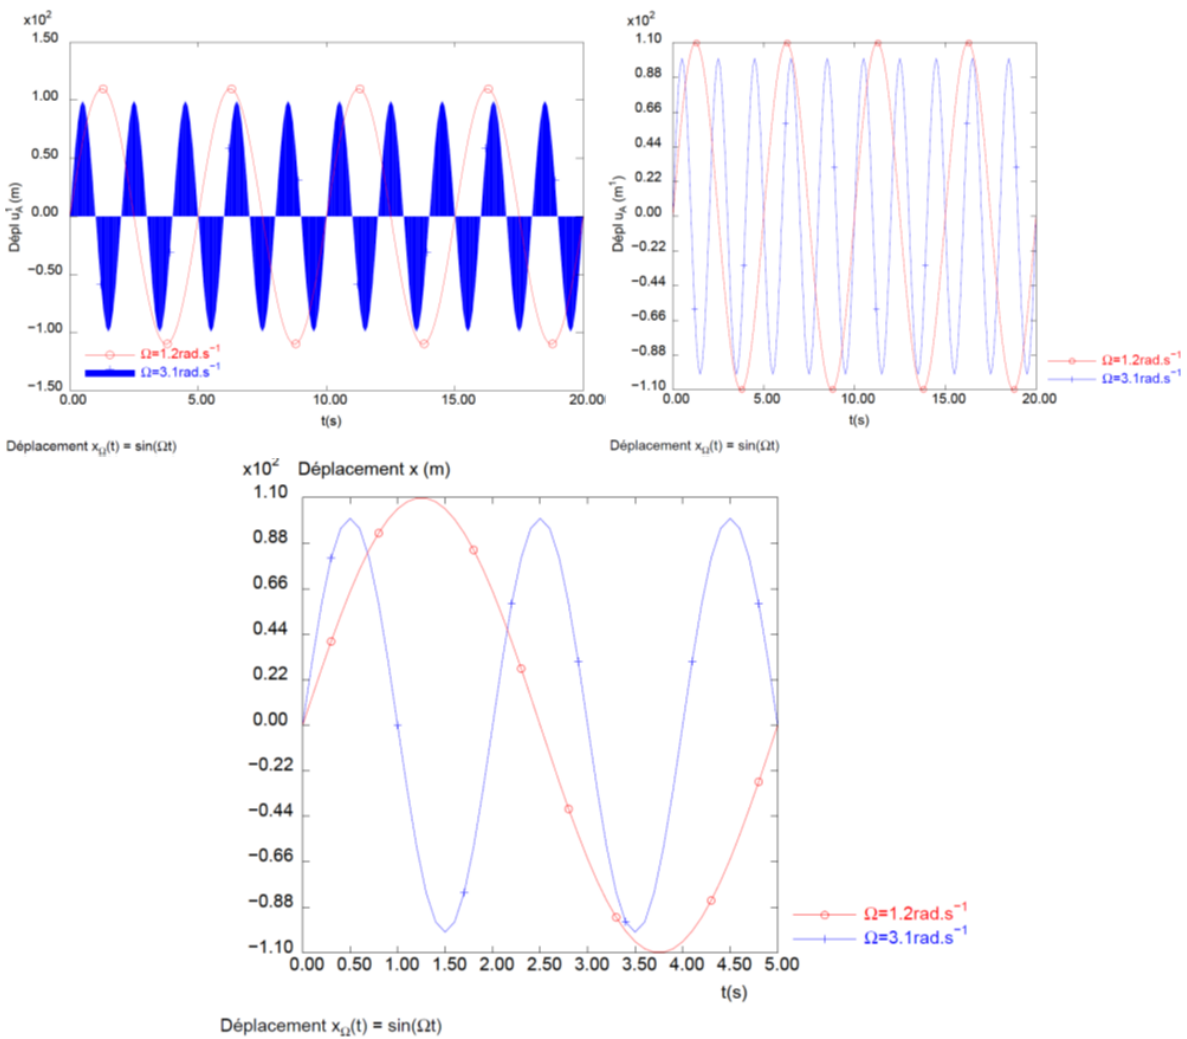 x10²
1.50
1.00
0.50
0.00
−0.50
−1.00
−1.50
Dépl u_A^1 (m)
Ω=1.2rad.s⁻¹
Ω=3.1rad.s⁻¹
0.00 5.00 10.00 15.00 20.00
t(s)
Déplacement x_Ω(t) = sin(Ωt)
x10²
1.10
0.88
0.66
0.44
0.22
0.00
−0.22
−0.44
−0.66
−0.88
−1.10
Dépl u_A (m¹)
Ω=1.2rad.s⁻¹
Ω=3.1rad.s⁻¹
0.00 5.00 10.00 15.00 20.00
t(s)
Déplacement x_Ω(t) = sin(Ωt)
x10² Déplacement x (m)
1.10
0.88
0.66
0.44
0.22
0.00
−0.22
−0.44
−0.66
−0.88
−1.10
Ω=1.2rad.s⁻¹
Ω=3.1rad.s⁻¹
0.00 0.50 1.00 1.50 2.00 2.50 3.00 3.50 4.00 4.50 5.00
t(s)
Déplacement x_Ω(t) = sin(Ωt)